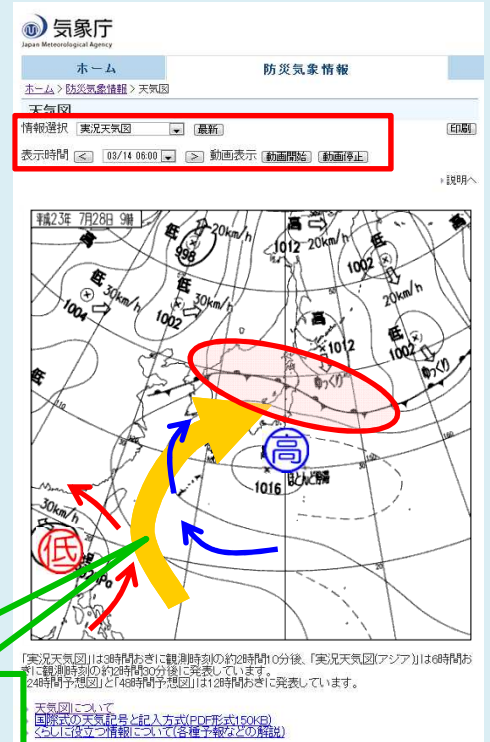 気象庁
Japan Meteorological Agency
ホーム 防災気象情報
ホーム > 防災気象情報 > 天気図
天気図
情報選択 実況天気図 最新 印刷
表示時間 < 03/14 06:00 > 動画表示 動画開始 動画停止
説明へ
平成23年 7月28日 9時
高
低
20km/h
998
高
1012
20km/h
低
1002
20km/h
低
30km/h
1004
低
30km/h
1002
高
1012
ゆっくり
低
1002
ゆっくり
低
高
1016
ほとんど停滞
30km/h
低
「実況天気図」は3時間おきに観測時刻の約2時間10分後、「実況天気図(アジア)」は6時間お
きに観測時刻の約2時間30分後に発表しています。
「24時間予想図」と「48時間予想図」は12時間おきに発表しています。
天気図について
国際式の天気記号と記入方式(PDF形式150KB)
くらしに役立つ情報について(各種予報などの解説)